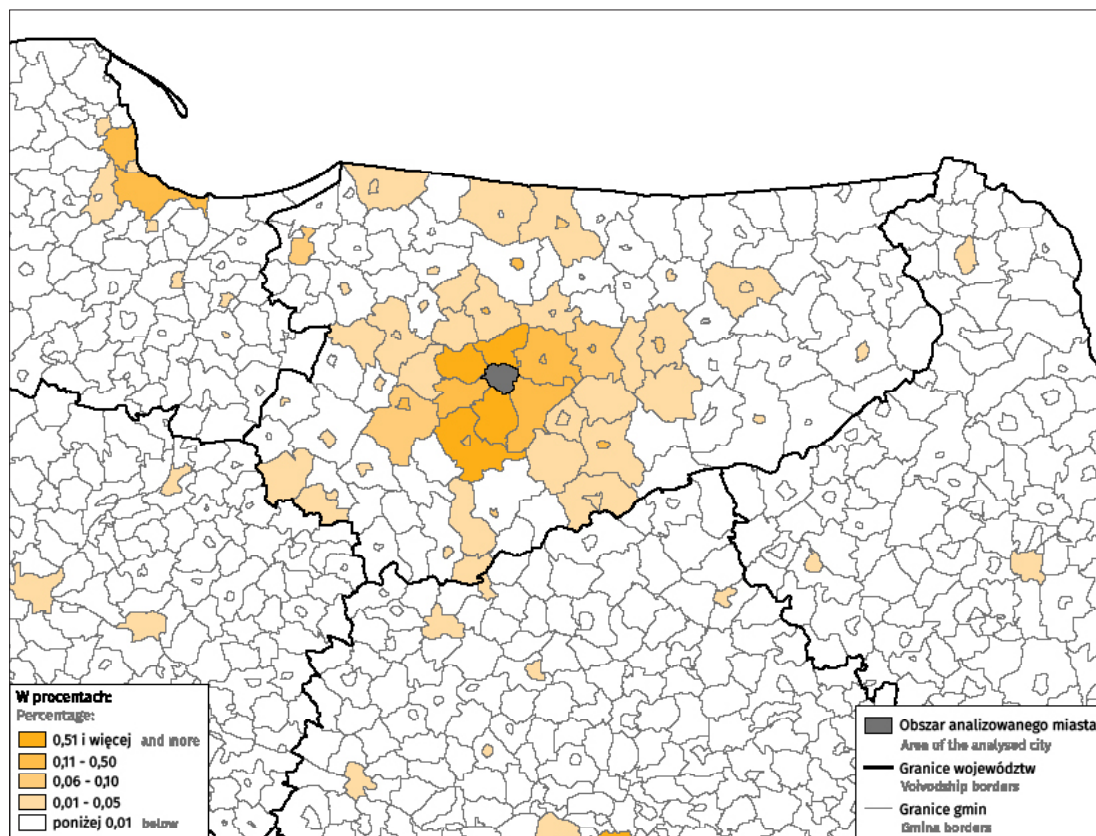 W procentach:
Percentage:
0,51 i więcej and more
0,11 - 0,50
0,06 - 0,10
0,01 - 0,05
poniżej 0,01 below
Obszar analizowanego miasta
Area of the analysed city
Granice województw
Voivodship borders
Granice gmin
Gmina borders